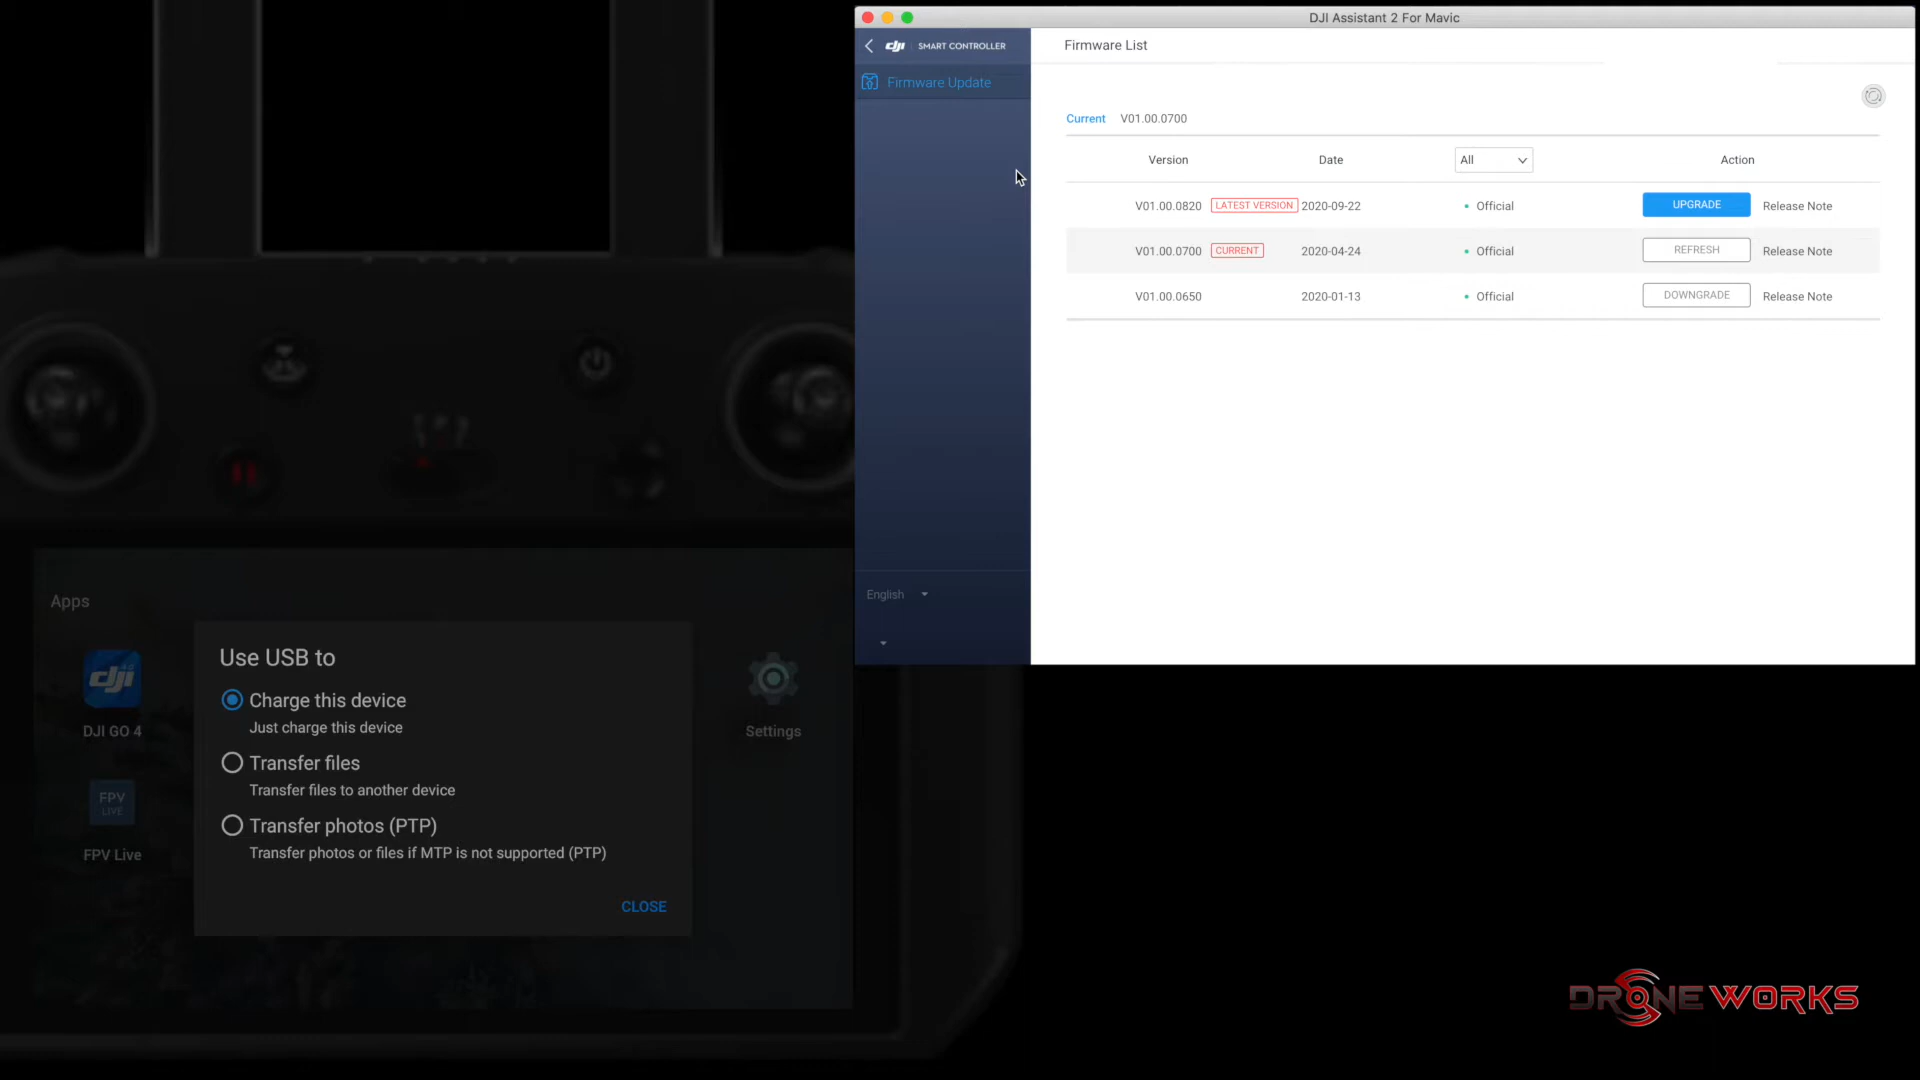 DJI Assistant 2 For Mavic
dji SMART CONTROLLER
Firmware List
Firmware Update
Current V01.00.0700
Version Date All Action
V01.00.0820 LATEST VERSION 2020-09-22 Official UPGRADE Release Note
V01.00.0700 CURRENT 2020-04-24 Official REFRESH Release Note
V01.00.0650 2020-01-13 Official DOWNGRADE Release Note
English
Apps
Use USB to
Charge this device
Just charge this device
Transfer files
Transfer files to another device
Transfer photos (PTP)
Transfer photos or files if MTP is not supported (PTP)
CLOSE
dji 4.0
DJI GO 4
FPV
LIVE
FPV Live
Settings
DRONE WORKS